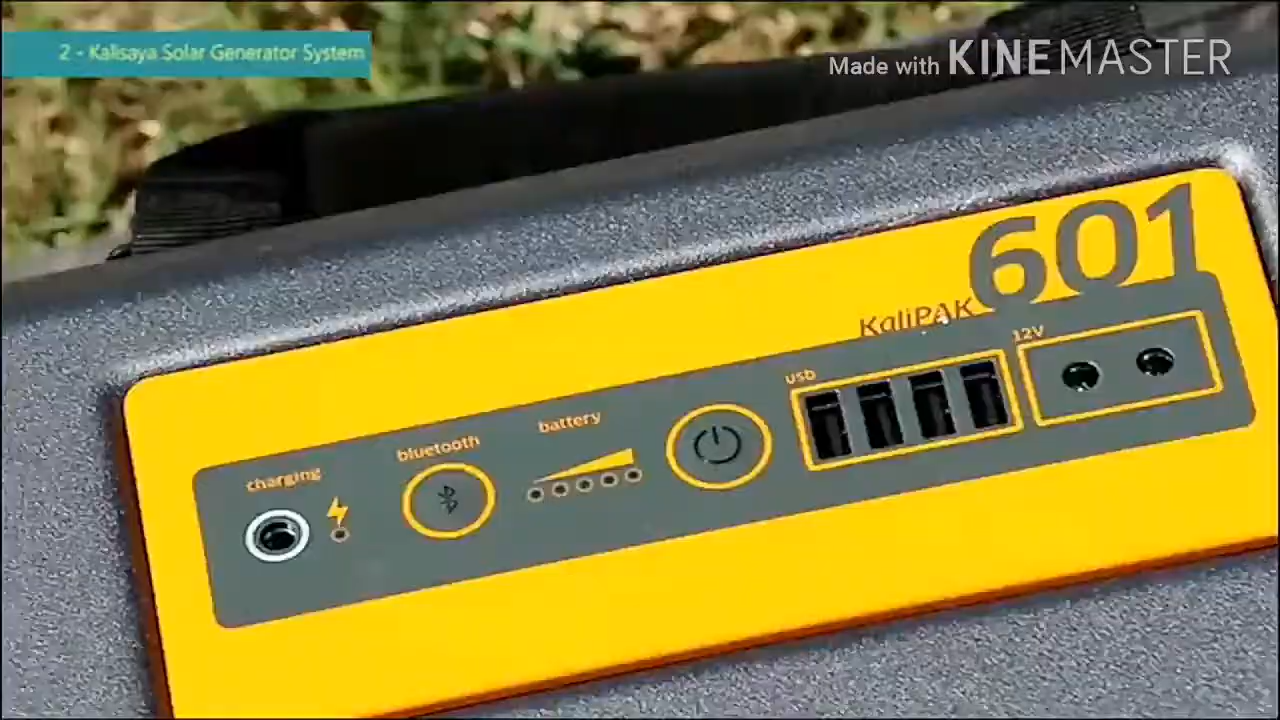 2 - Kalisaya Solar Generator System
Made with KINEMASTER
601
KaliPAK
12V
usb
battery
bluetooth
charging